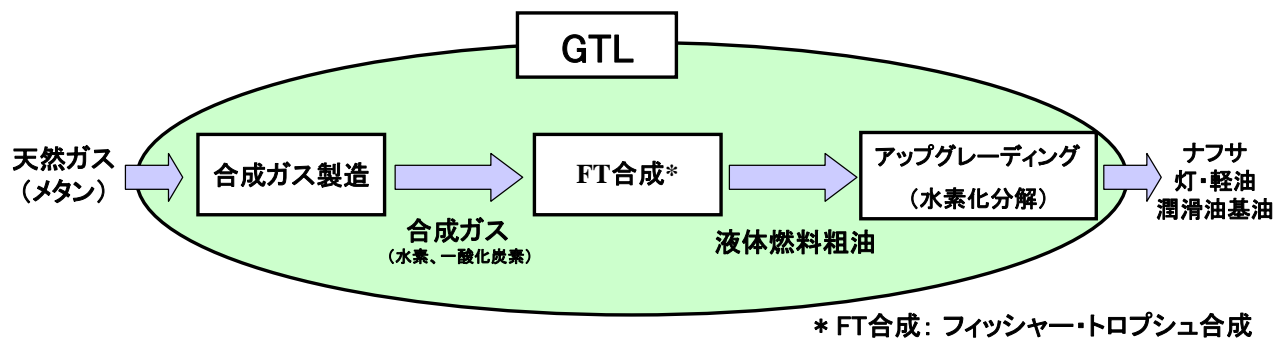 GTL
天然ガス
（メタン）
合成ガス製造
合成ガス
（水素、一酸化炭素）
FT合成*
液体燃料粗油
アップグレーディング
（水素化分解）
ナフサ
灯・軽油
潤滑油基油
* FT合成： フィッシャー・トロプシュ合成